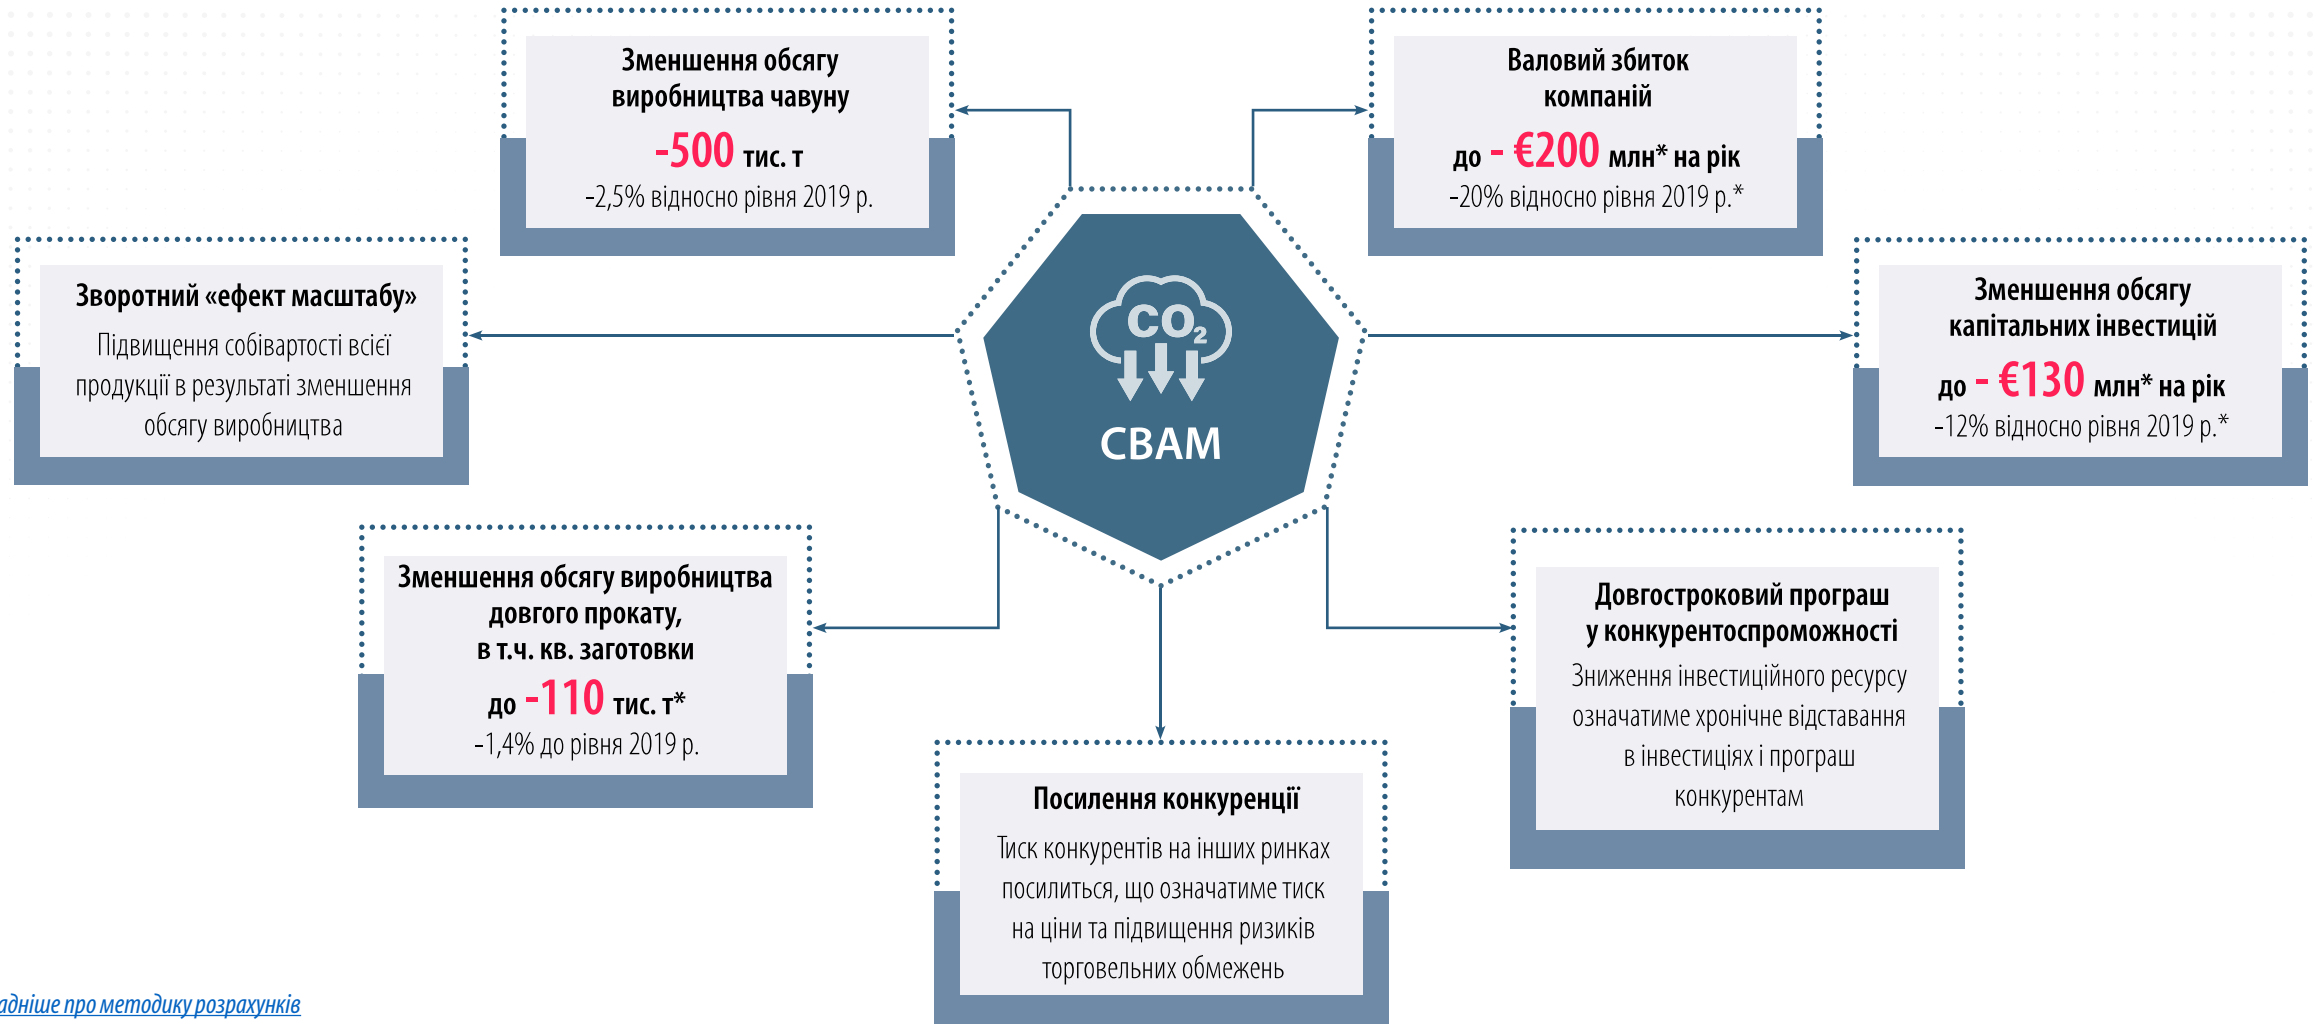 Зменшення обсягу
виробництва чавуну
-500 тис. т
-2,5% відносно рівня 2019 р.
Валовий збиток
компаній
до - €200 млн* на рік
-20% відносно рівня 2019 р.*
Зворотний «ефект масштабу»
Підвищення собівартості всієї
продукції в результаті зменшення
обсягу виробництва
CO2
CBAM
Зменшення обсягу
капітальних інвестицій
до - €130 млн* на рік
-12% відносно рівня 2019 р.*
Зменшення обсягу виробництва
довгого прокату,
в т.ч. кв. заготовки
до -110 тис. т*
-1,4% до рівня 2019 р.
Довгостроковий програш
у конкурентоспроможності
Зниження інвестиційного ресурсу
означатиме хронічне відставання
в інвестиціях і програш
конкурентам
Посилення конкуренції
Тиск конкурентів на інших ринках
посилиться, що означатиме тиск
на ціни та підвищення ризиків
торговельних обмежень
про методику розрахунків